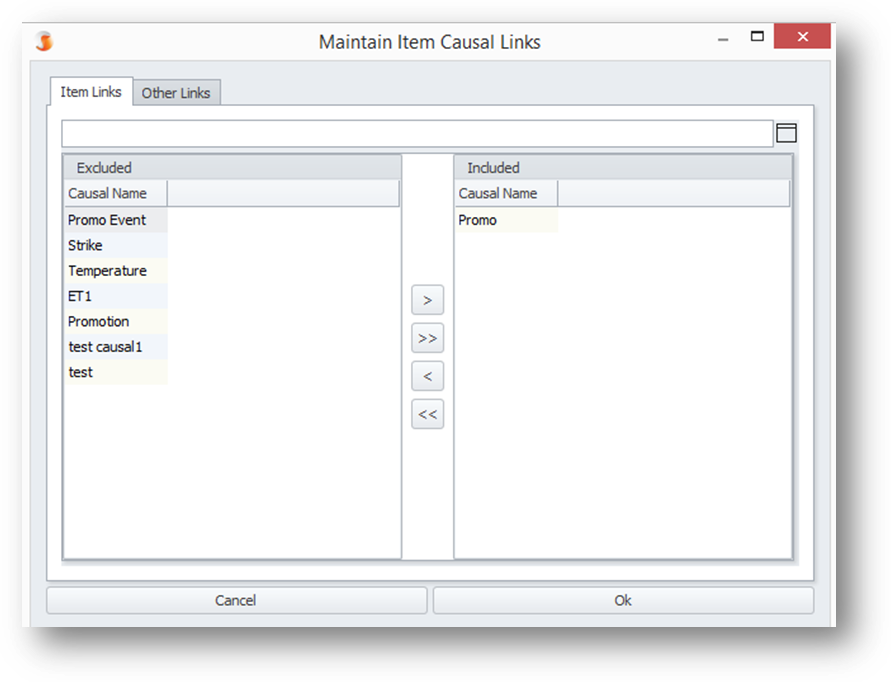 Maintain Item Causal Links
Item Links
Other Links
Excluded
Causal Name
Promo Event
Strike
Temperature
ET1
Promotion
test causal1
test
>
>>
<
<<
Included
Causal Name
Promo
Cancel
Ok